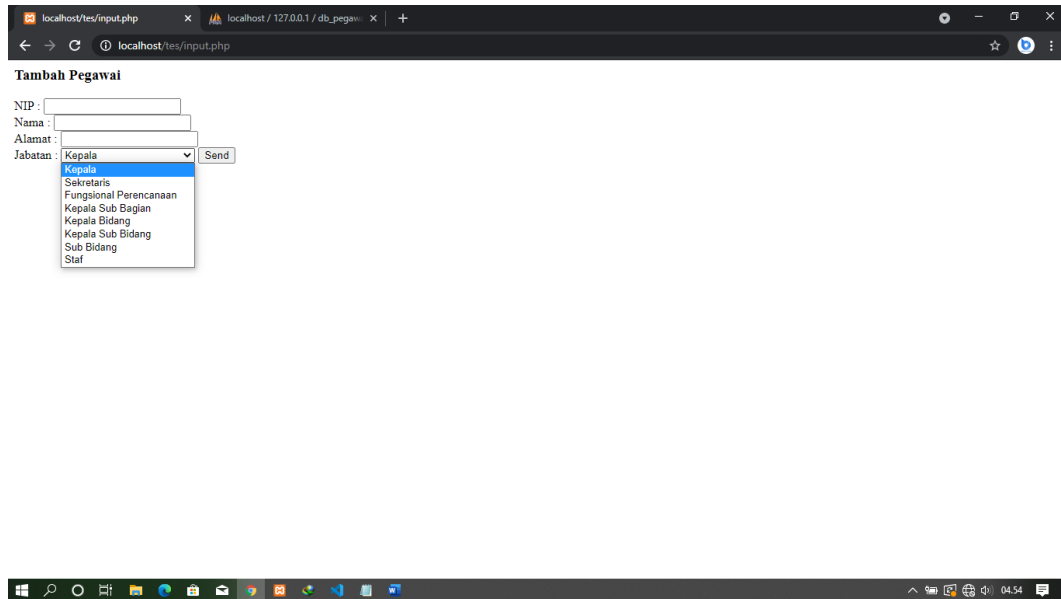 localhost/tes/input.php
localhost / 127.0.0.1 / db_pegawa
localhost/tes/input.php
Tambah Pegawai
NIP :
Nama :
Alamat :
Jabatan : Kepala Send
Kepala
Sekretaris
Fungsional Perencanaan
Kepala Sub Bagian
Kepala Bidang
Kepala Sub Bidang
Sub Bidang
Staf
04.54